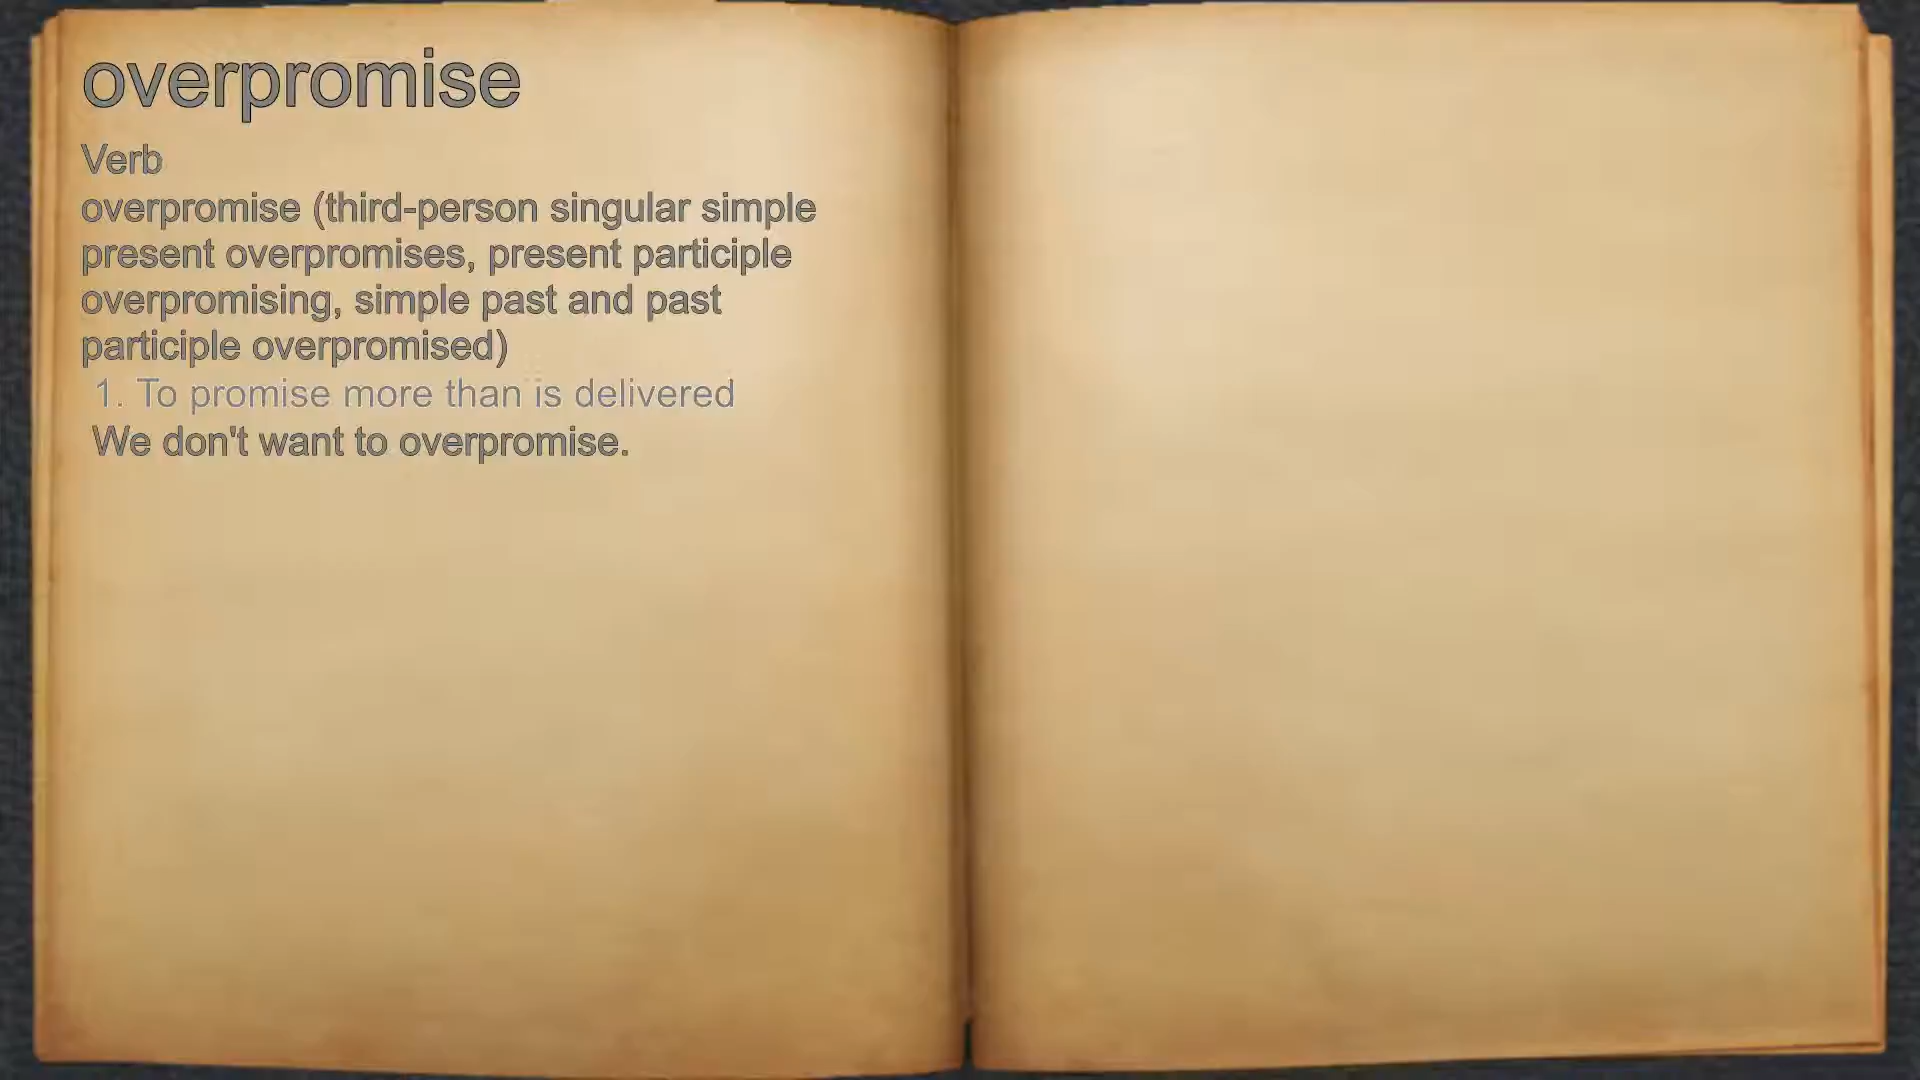 overpromise
Verb
overpromise (third-person singular simple
present overpromises, present participle
overpromising, simple past and past
participle overpromised)
1. To promise more than is delivered
We don't want to overpromise.